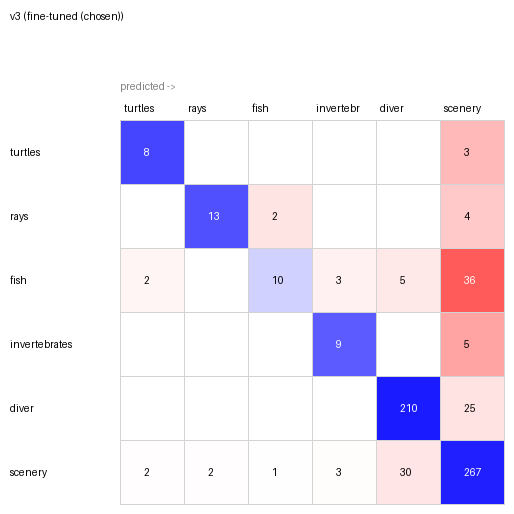 v3 (fine-tuned (chosen))
predicted ->
turtles rays fish invertebr diver scenery
turtles 8 3
rays 13 2 4
fish 2 10 3 5 36
invertebrates 9 5
diver 210 25
scenery 2 2 1 3 30 267